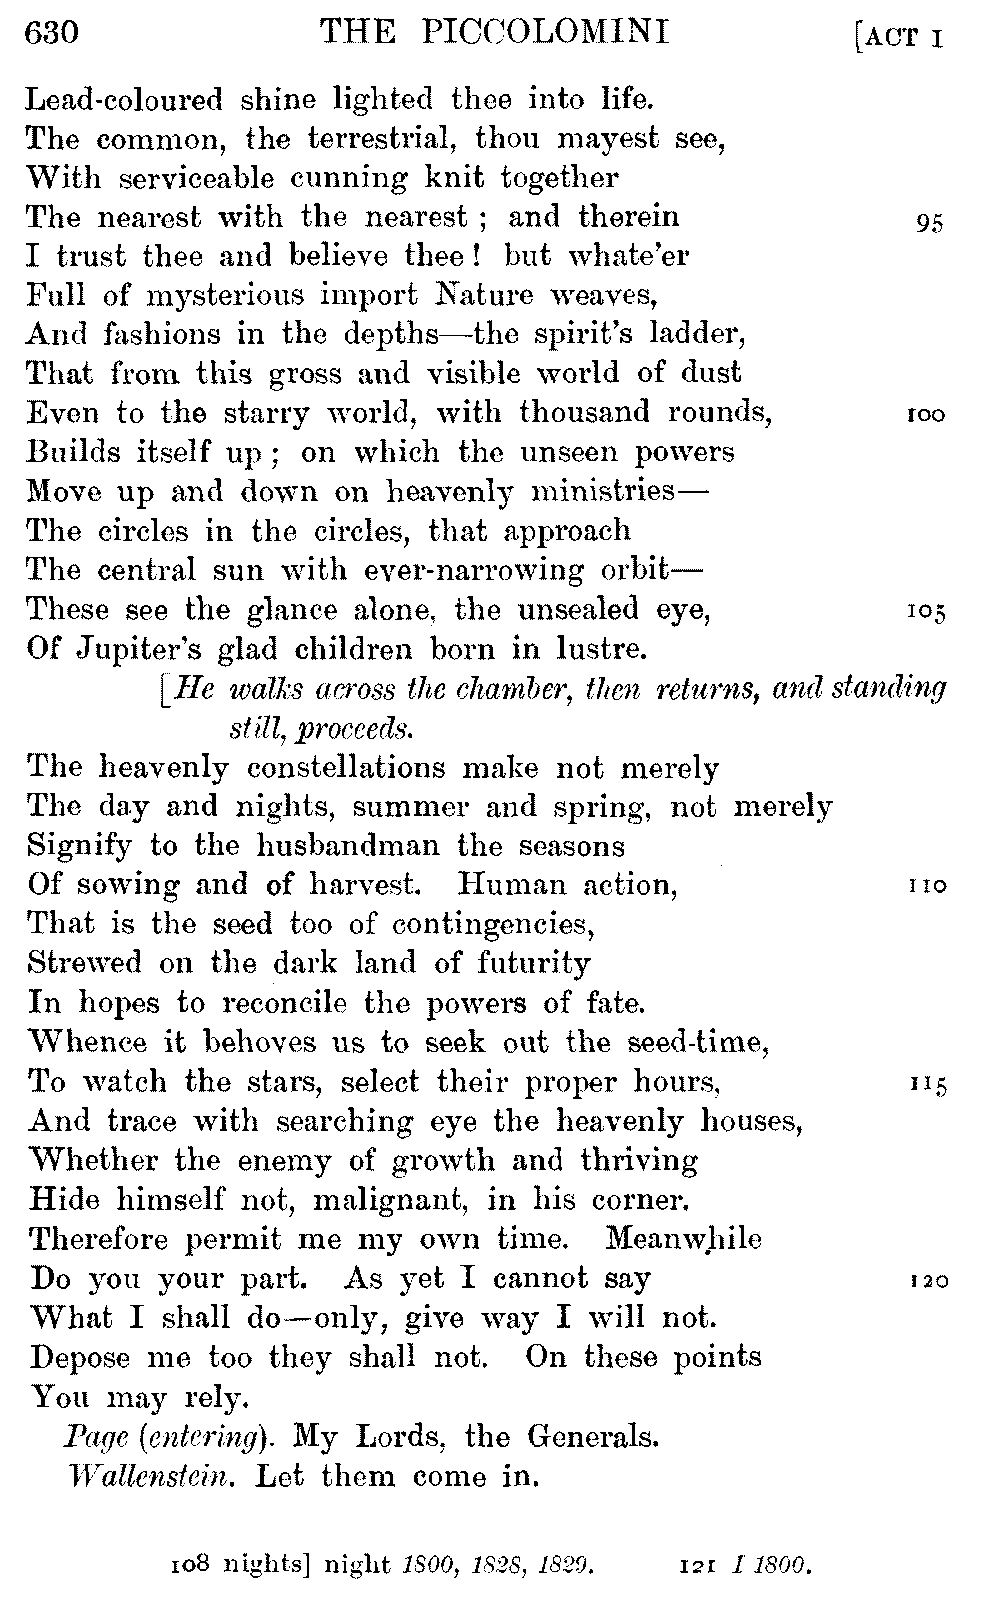 630 THE PICCOLOMINI [ACT I
Lead-coloured shine lighted thee into life.
The common, the terrestrial, thou mayest see,
With serviceable cunning knit together
The nearest with the nearest ; and therein 95
I trust thee and believe thee ! but whate'er
Full of mysterious import Nature weaves,
And fashions in the depths—the spirit's ladder,
That from this gross and visible world of dust
Even to the starry world, with thousand rounds, 100
Builds itself up ; on which the unseen powers
Move up and down on heavenly ministries—
The circles in the circles, that approach
The central sun with ever-narrowing orbit—
These see the glance alone, the unsealed eye, 105
Of Jupiter's glad children born in lustre.
[He walks across the chamber, then returns, and standing
still, proceeds.
The heavenly constellations make not merely
The day and nights, summer and spring, not merely
Signify to the husbandman the seasons
Of sowing and of harvest. Human action, 110
That is the seed too of contingencies,
Strewed on the dark land of futurity
In hopes to reconcile the powers of fate.
Whence it behoves us to seek out the seed-time,
To watch the stars, select their proper hours, 115
And trace with searching eye the heavenly houses,
Whether the enemy of growth and thriving
Hide himself not, malignant, in his corner.
Therefore permit me my own time. Meanwhile
Do you your part. As yet I cannot say 120
What I shall do—only, give way I will not.
Depose me too they shall not. On these points
You may rely.
Page (entering). My Lords, the Generals.
Wallenstein. Let them come in.
108 nights] night 1800, 1828, 1829. 121 I 1800.